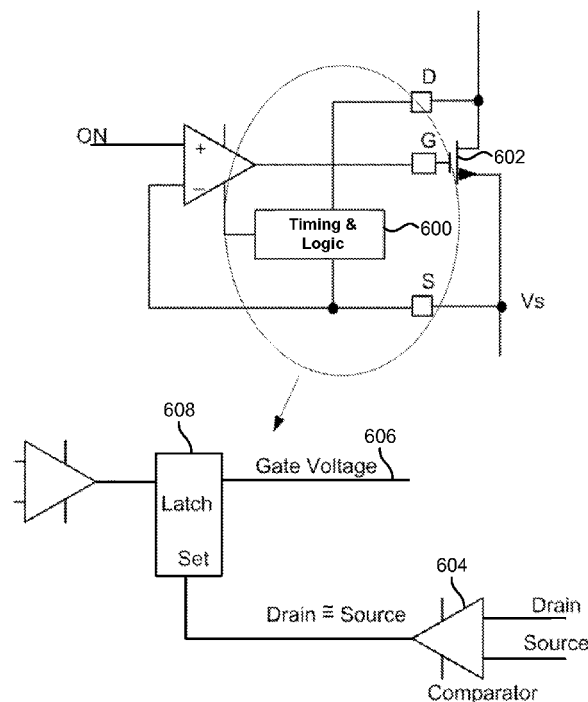 D
ON
+
G
602
−
Timing &
Logic
600
S
Vs
608
606
Gate Voltage
Latch
604
Set
Drain
Drain ≅ Source
Source
Comparator